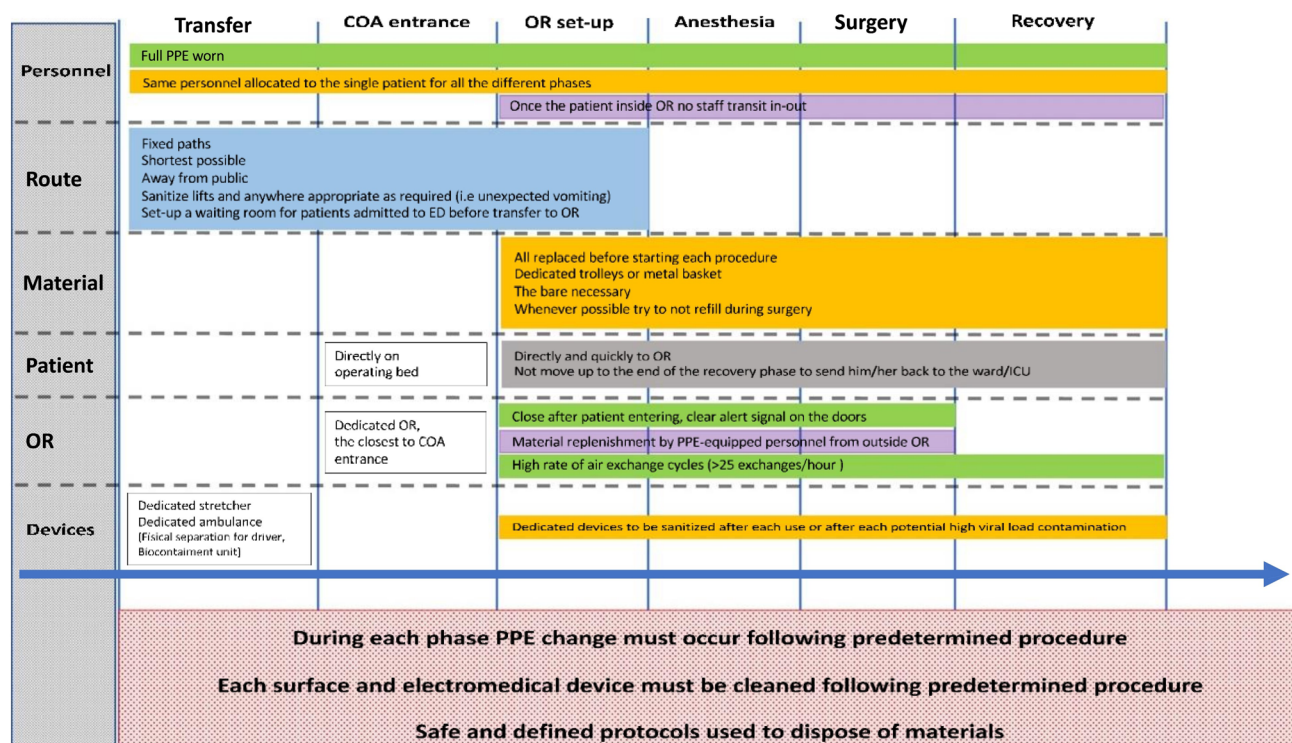 Transfer COA entrance OR set-up Anesthesia Surgery Recovery
Personnel
Full PPE worn
Same personnel allocated to the single patient for all the different phases
Once the patient inside OR no staff transit in-out
Route
Fixed paths
Shortest possible
Away from public
Sanitize lifts and anywhere appropriate as required (i.e unexpected vomiting)
Set-up a waiting room for patients admitted to ED before transfer to OR
Material
All replaced before starting each procedure
Dedicated trolleys or metal basket
The bare necessary
Whenever possible try to not refill during surgery
Patient
Directly on
operating bed
Directly and quickly to OR
Not move up to the end of the recovery phase to send him/her back to the ward/ICU
OR
Dedicated OR,
the closest to COA
entrance
Close after patient entering, clear alert signal on the doors
Material replenishment by PPE-equipped personnel from outside OR
High rate of air exchange cycles (>25 exchanges/hour )
Devices
Dedicated stretcher
Dedicated ambulance
(Fisical separation for driver,
Biocontaiment unit)
Dedicated devices to be sanitized after each use or after each potential high viral load contamination
During each phase PPE change must occur following predetermined procedure
Each surface and electromedical device must be cleaned following predetermined procedure
Safe and defined protocols used to dispose of materials